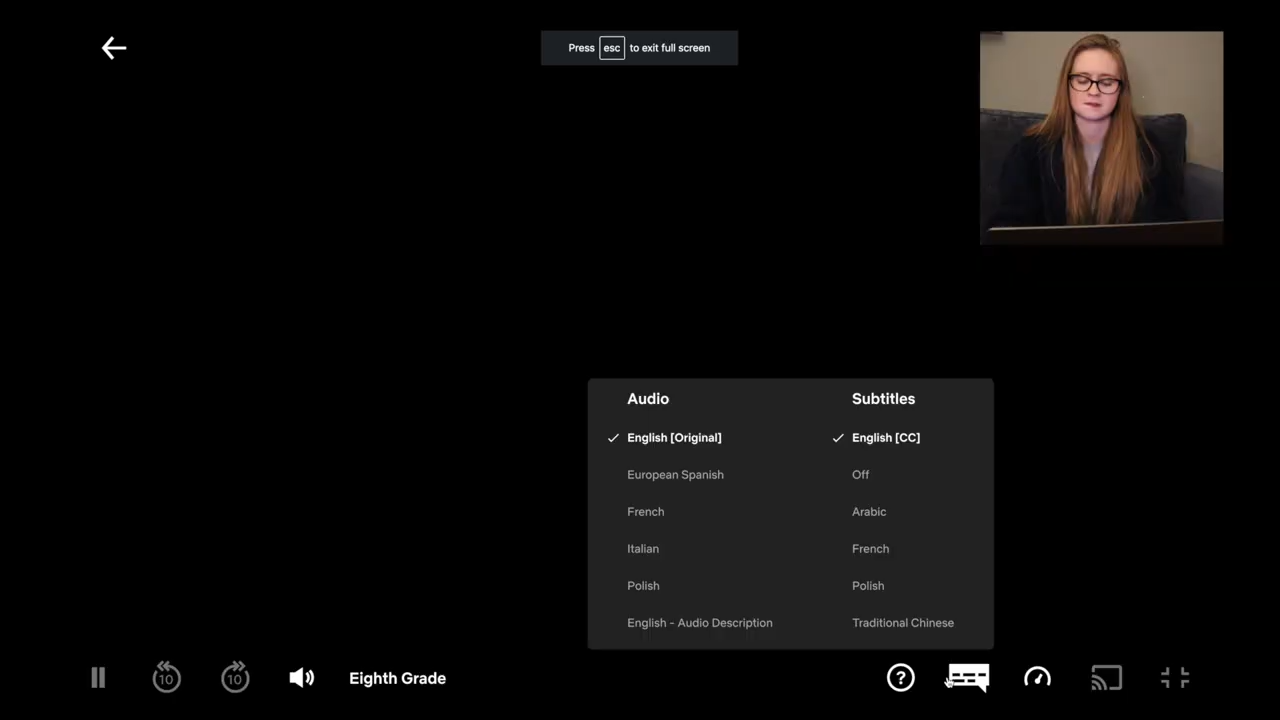 Press esc to exit full screen
Audio
English [Original]
European Spanish
French
Italian
Polish
English - Audio Description
Subtitles
English [CC]
Off
Arabic
French
Polish
Traditional Chinese
10
10
Eighth Grade
?